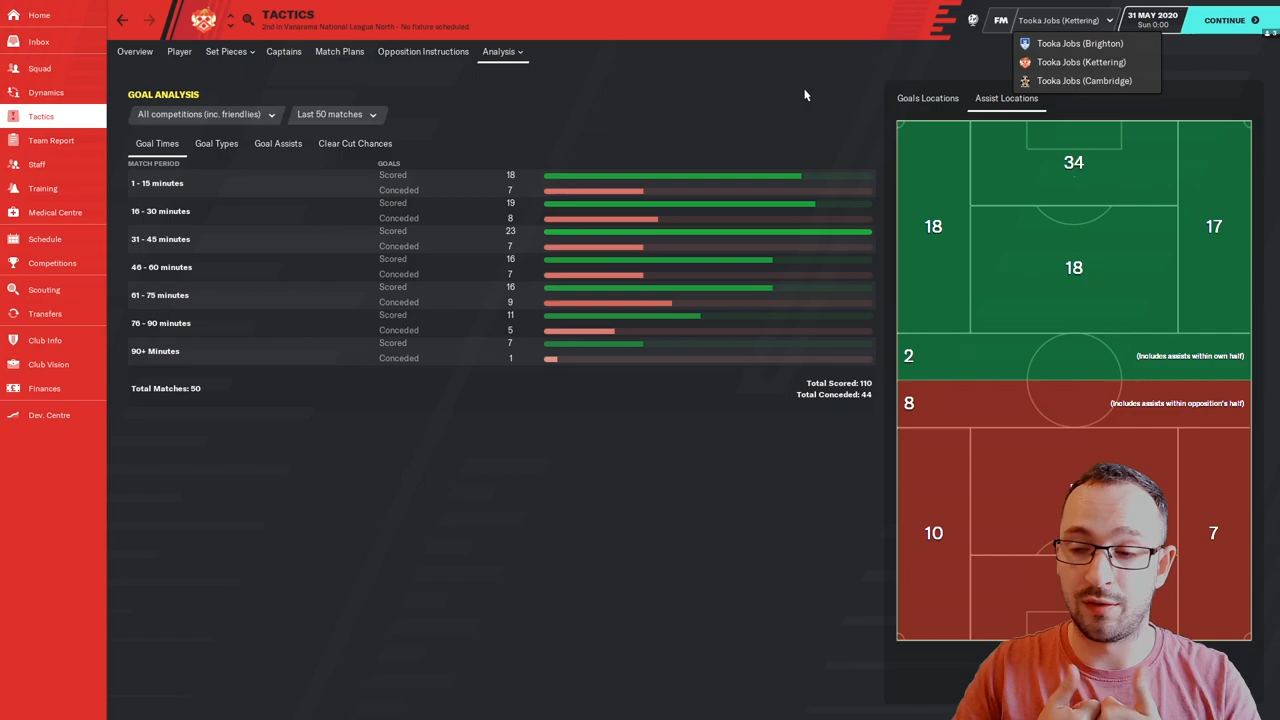 Home
Inbox
Squad
Dynamics
Tactics
Team Report
Staff
Training
Medical Centre
Schedule
Competitions
Scouting
Transfers
Club Info
Club Vision
Finances
Dev. Centre
TACTICS
2nd in Vanarama National League North - No fixture scheduled.
FM
Tooka Jobs (Kettering)
31 MAY 2020
Sun 0:00
CONTINUE
3
Tooka Jobs (Brighton)
Tooka Jobs (Kettering)
Tooka Jobs (Cambridge)
Overview Player Set Pieces Captains Match Plans Opposition Instructions Analysis
GOAL ANALYSIS
All competitions (inc. friendlies) Last 50 matches
Goal Times Goal Types Goal Assists Clear Cut Chances
MATCH PERIOD GOALS
1 - 15 minutes
Scored 18
Conceded 7
16 - 30 minutes
Scored 19
Conceded 8
31 - 45 minutes
Scored 23
Conceded 7
46 - 60 minutes
Scored 16
Conceded 7
61 - 75 minutes
Scored 16
Conceded 9
76 - 90 minutes
Scored 11
Conceded 5
90+ Minutes
Scored 7
Conceded 1
Total Matches: 50
Total Scored: 110
Total Conceded: 44
Goals Locations Assist Locations
34
18 17
18
2 (Includes assists within own half)
8 (Includes assists within opposition's half)
10 7